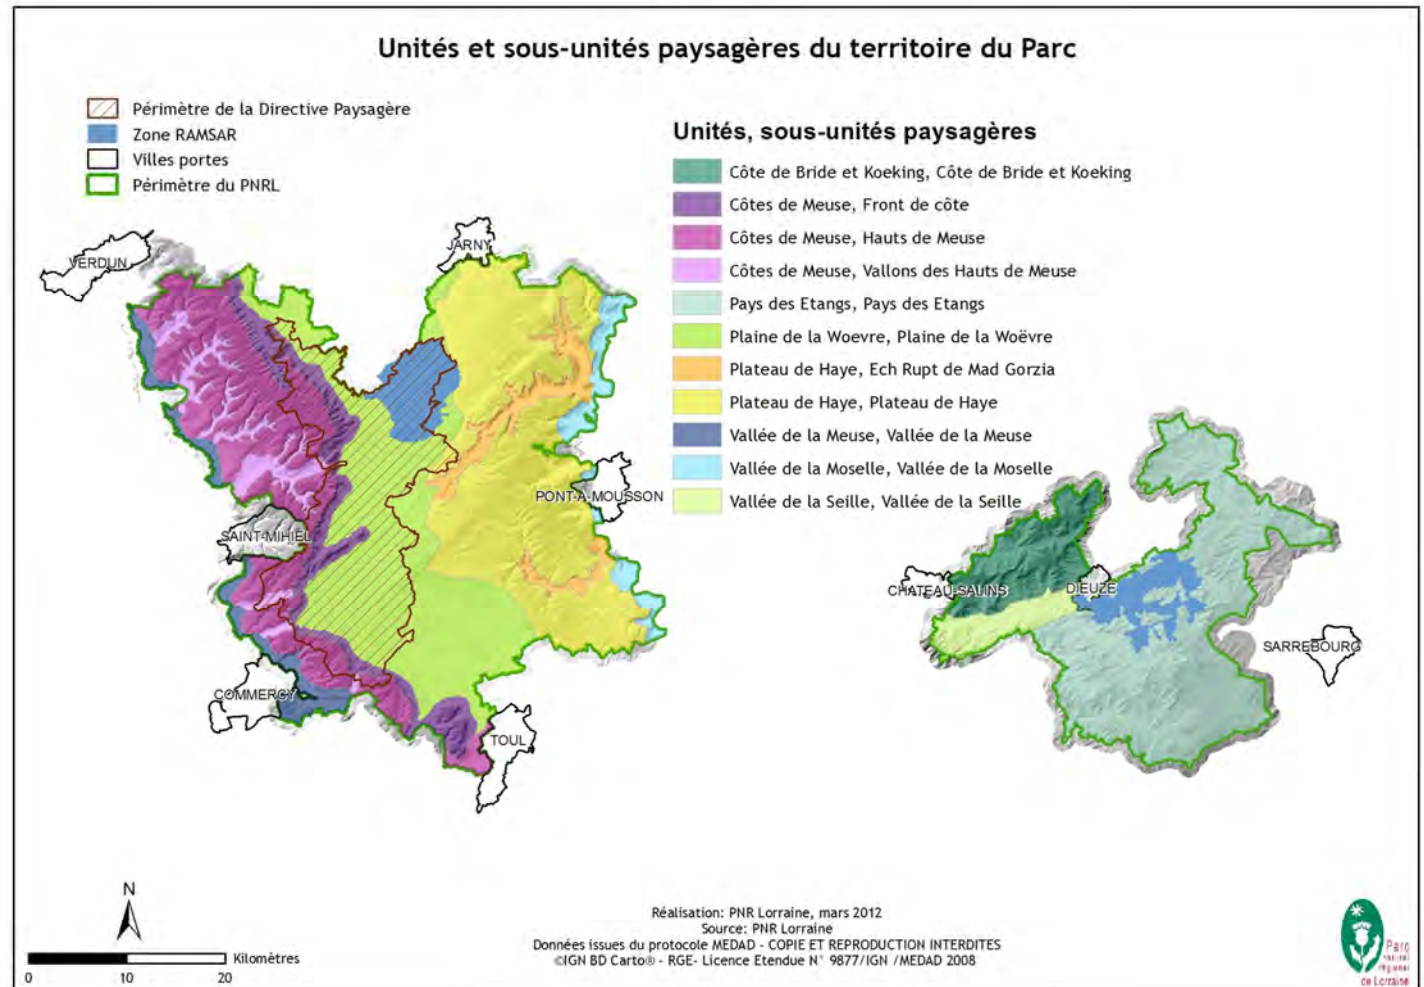 Unités et sous-unités paysagères du territoire du Parc
Périmètre de la Directive Paysagère
Zone RAMSAR
Villes portes
Périmètre du PNRL
Unités, sous-unités paysagères
Côte de Bride et Koeking, Côte de Bride et Koeking
Côtes de Meuse, Front de côte
Côtes de Meuse, Hauts de Meuse
Côtes de Meuse, Vallons des Hauts de Meuse
Pays des Etangs, Pays des Etangs
Plaine de la Woevre, Plaine de la Woëvre
Plateau de Haye, Ech Rupt de Mad Gorzia
Plateau de Haye, Plateau de Haye
Vallée de la Meuse, Vallée de la Meuse
Vallée de la Moselle, Vallée de la Moselle
Vallée de la Seille, Vallée de la Seille
VERDUN
JARNY
PONT-A-MOUSSON
SAINT-MIHIEL
COMMERCY
TOUL
CHATEAU-SALINS
DIEUZE
SARREBOURG
N
Kilomètres
0 10 20
Réalisation: PNR Lorraine, mars 2012
Source: PNR Lorraine
Données issues du protocole MEDAD - COPIE ET REPRODUCTION INTERDITES
©IGN BD Carto® - RGE- Licence Etendue N° 9877/IGN /MEDAD 2008
Parc
naturel
régional
de Lorraine